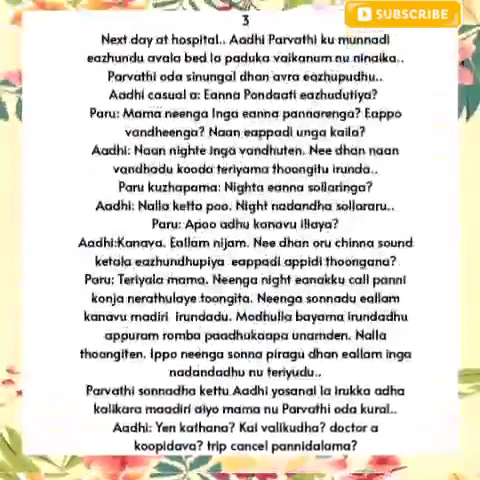 SUBSCRIBE
3
Next day at hospital.. Aadhi Parvathi ku munnadi
eazhundu avala bed la paduka vaikanum nu ninaika..
Parvathi oda sinungal dhan avra eazhupudhu..
Aadhi casual a: Eanna Pondaati eazhudutiya?
Paru: Mama neenga Inga eanna pannarenga? Eappo
vandheenga? Naan eappadi unga kaila?
Aadhi: Naan nighte Inga vandhuten. Nee dhan naan
vandhadu kooda teriyama thoongitu irunda..
Paru kuzhapama: Nighta eanna sollaringa?
Aadhi: Nalla ketta poo. Night nadandha sollararu..
Paru: Apoo adhu kanavu illaya?
Aadhi:Kanava. Eallam nijam. Nee dhan oru chinna sound
ketala eazhundhupiya eappadi appidi thoongana?
Paru: Teriyala mama. Neenga night eanakku call panni
konja nerathulaye toongita. Neenga sonnadu eallam
kanavu madiri irundadu. Modhulla bayama irundadhu
appuram romba paadhukaapa unarnden. Nalla
thoongiten. Ippo neenga sonna piragu dhan eallam inga
nadandadhu nu teriyudu..
Parvathi sonnadha kettu Aadhi yosanai la irukka adha
kalikara maadiri aiyo mama nu Parvathi oda kural..
Aadhi: Yen kathana? Kai valikudha? doctor a
koopidava? trip cancel pannidalama?